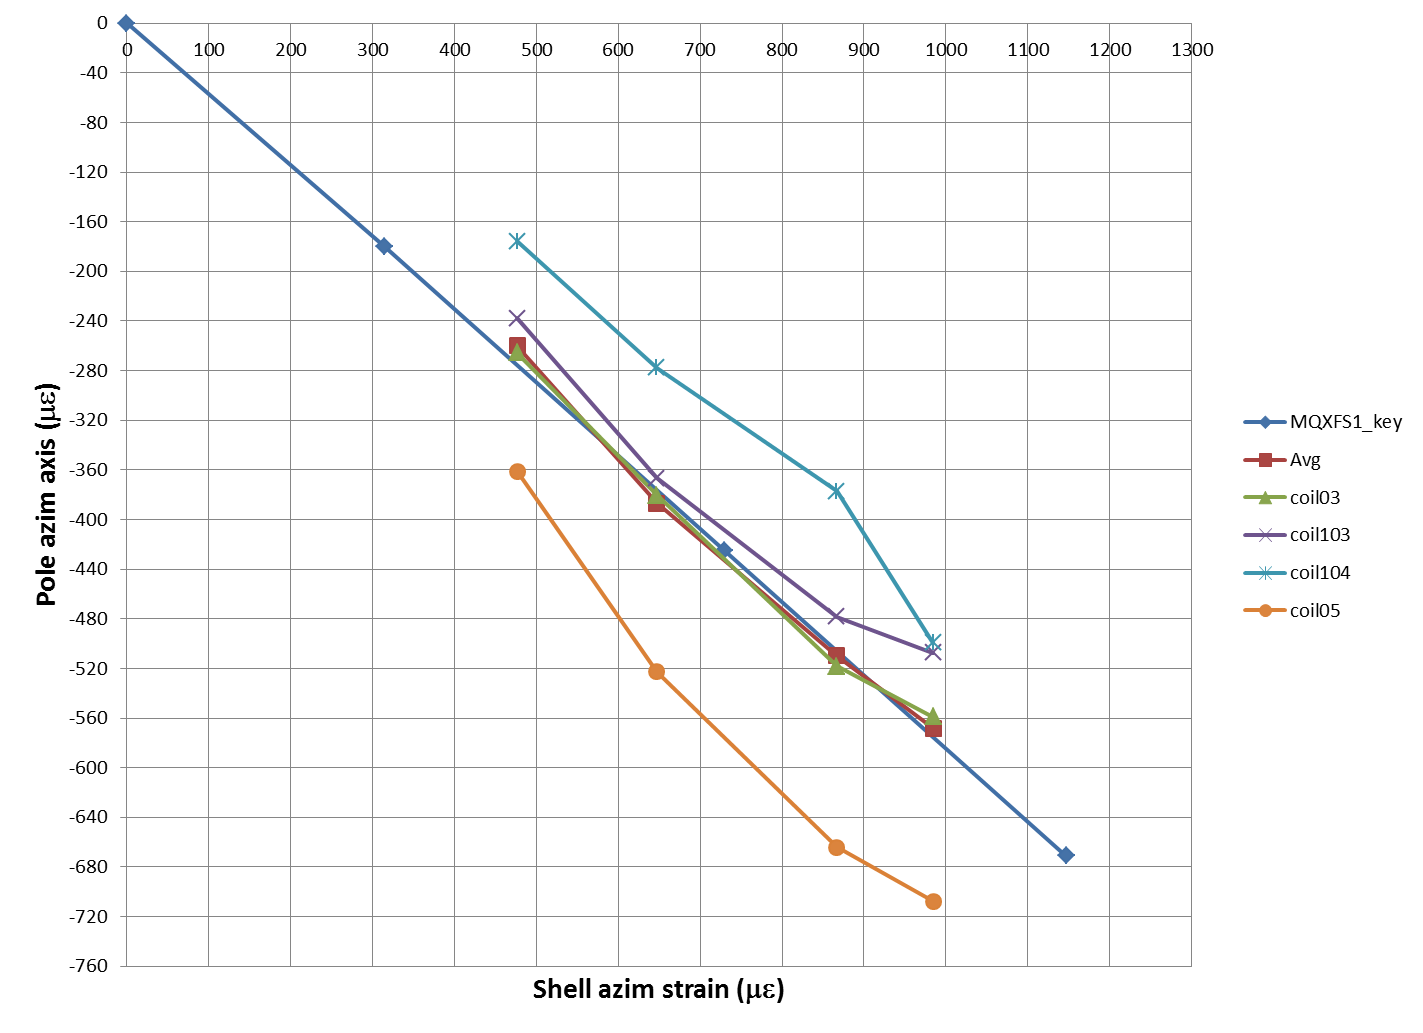 0
0 100 200 300 400 500 600 700 800 900 1000 1100 1200 1300
-40
-80
-120
-160
-200
-240
-280
-320
-360
-400
-440
-480
-520
-560
-600
-640
-680
-720
-760
Pole azim axis (με)
Shell azim strain (με)
MQXFS1_key
Avg
coil03
coil103
coil104
coil05